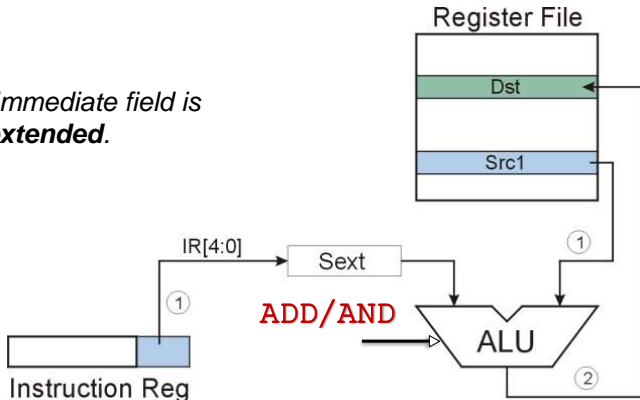 Register File
Dst
immediate field is
extended.
Src1
IR[4:0]
Sext
1
1
ADD/AND
ALU
2
Instruction Reg